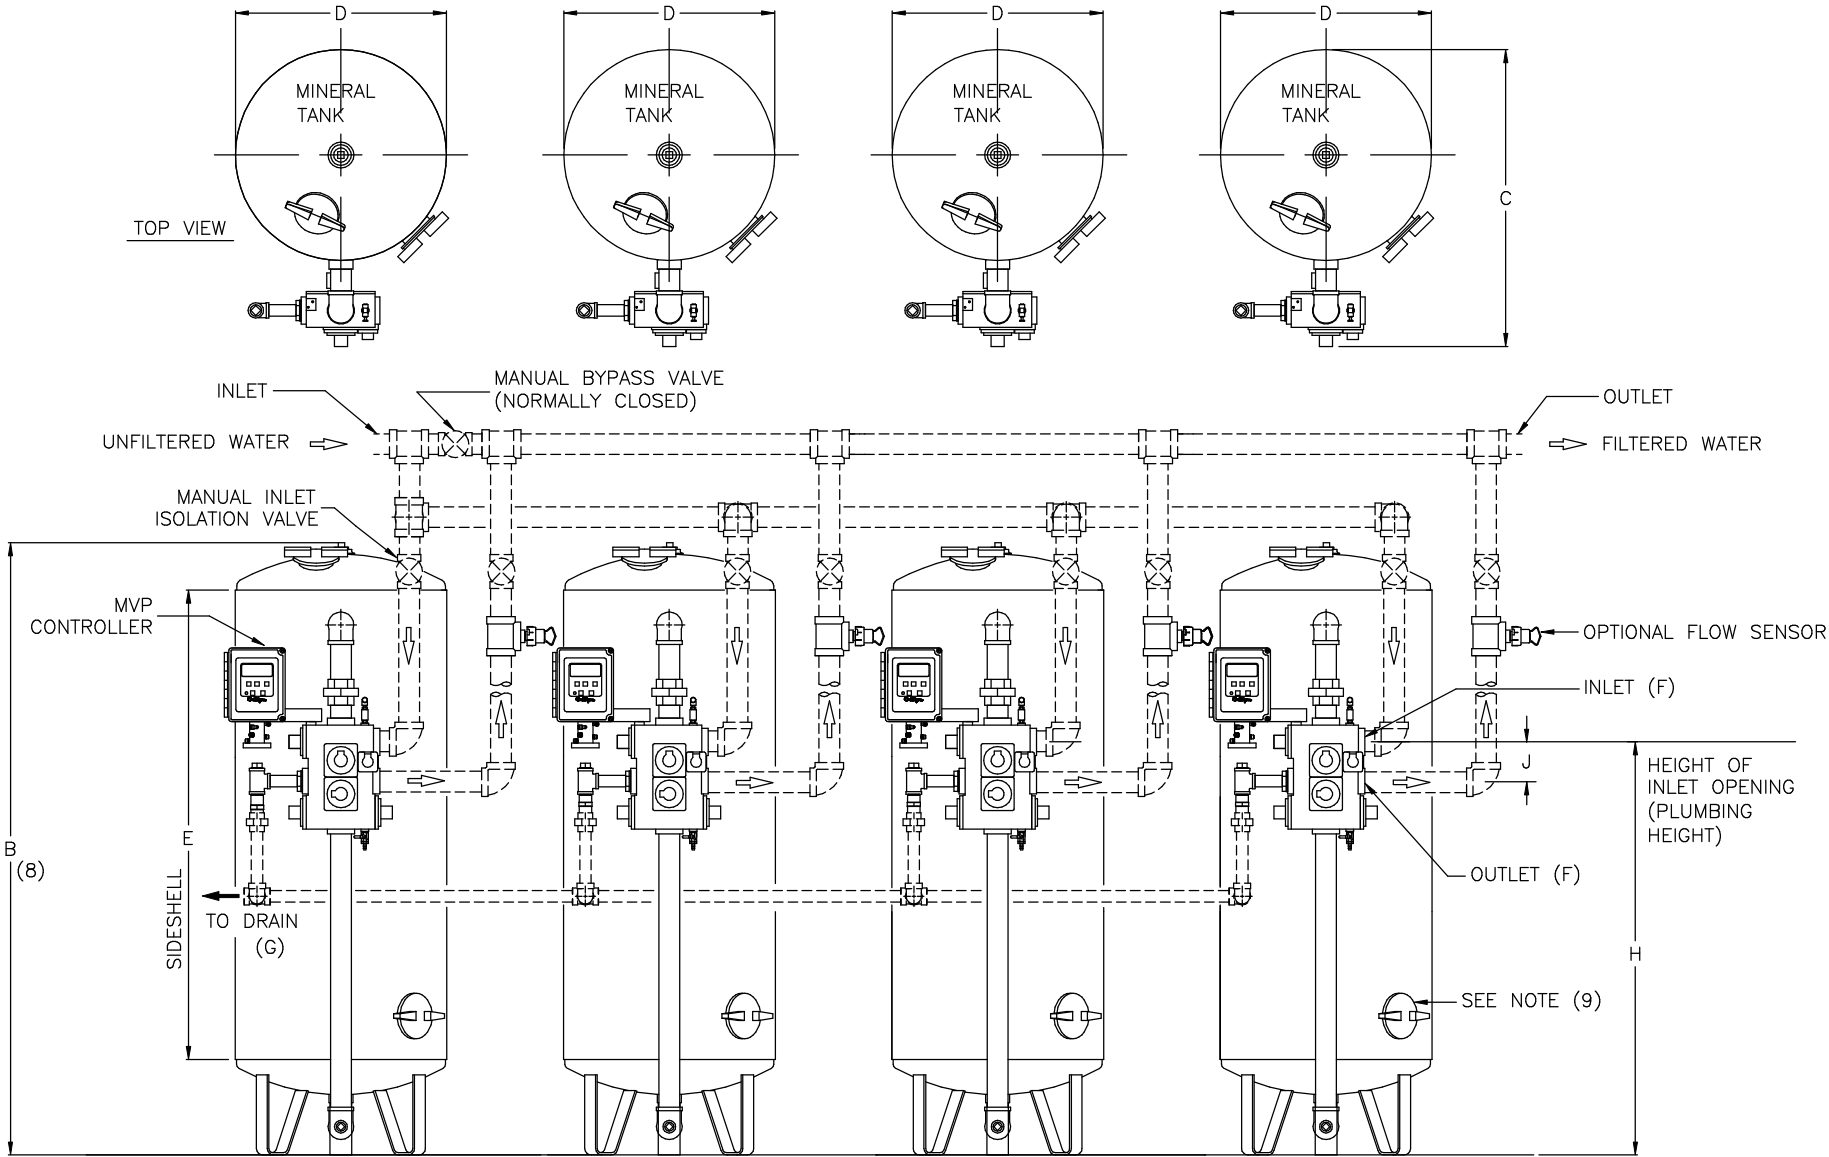 D
D
D
D
MINERAL
TANK
MINERAL
TANK
MINERAL
TANK
MINERAL
TANK
C
TOP VIEW
INLET
MANUAL BYPASS VALVE
(NORMALLY CLOSED)
OUTLET
UNFILTERED WATER
FILTERED WATER
MANUAL INLET
ISOLATION VALVE
MVP
CONTROLLER
OPTIONAL FLOW SENSOR
INLET (F)
J
HEIGHT OF
INLET OPENING
(PLUMBING
HEIGHT)
E
B
(8)
OUTLET (F)
SIDESHELL
TO DRAIN
(G)
H
SEE NOTE (9)